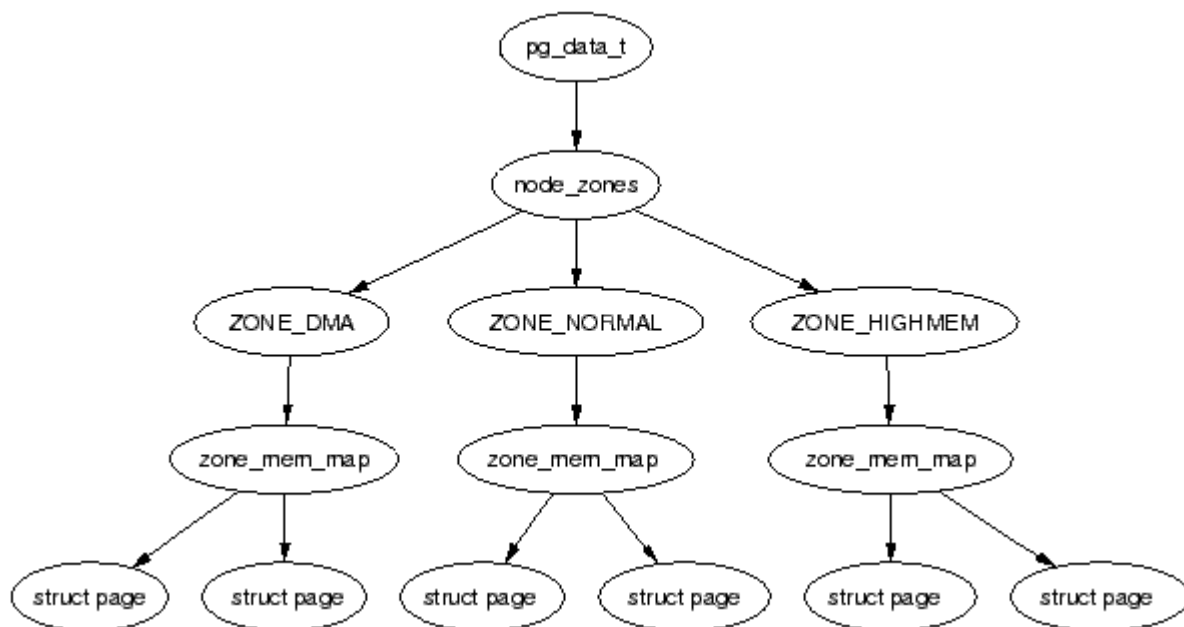 pg_data_t
node_zones
ZONE_DMA
ZONE_NORMAL
ZONE_HIGHMEM
zone_mem_map
zone_mem_map
zone_mem_map
struct page
struct page
struct page
struct page
struct page
struct page